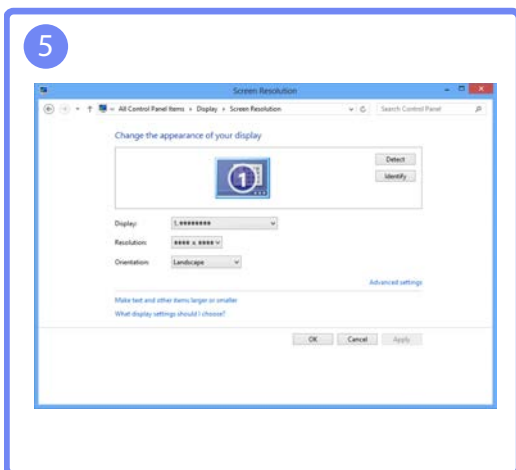 5
Screen Resolution
All Control Panel Items Display Screen Resolution
Search Control Panel
Change the appearance of your display
1
Detect
Identify
Display: 1. ********
Resolution: **** x ****
Orientation: Landscape
Advanced settings
Make text and other items larger or smaller
What display settings should I choose?
OK Cancel Apply